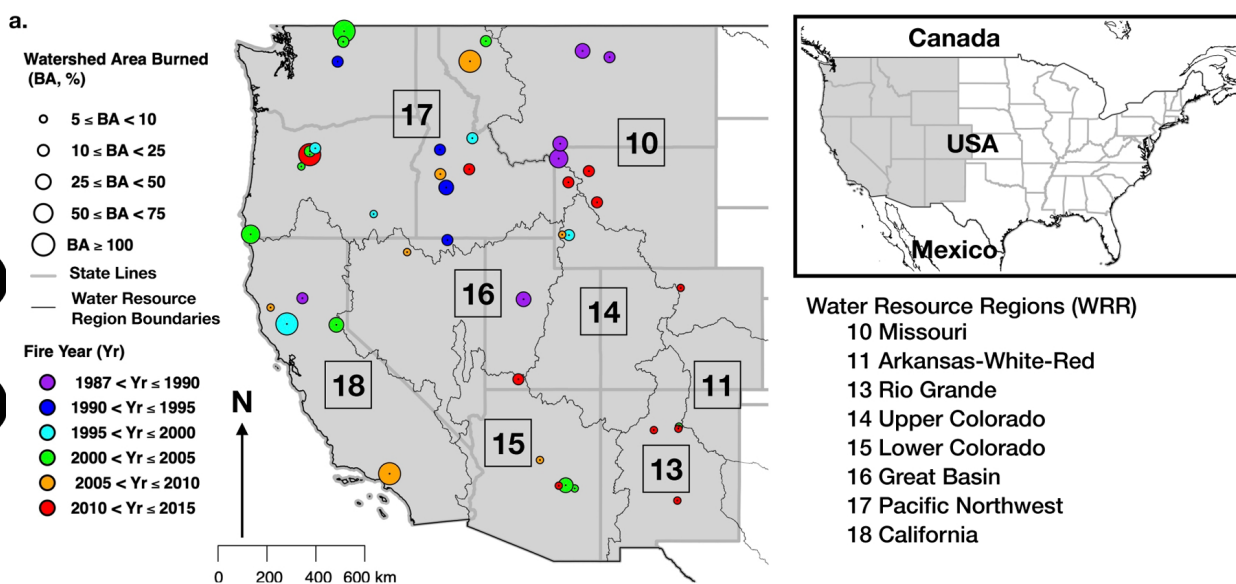 a.
Watershed Area Burned
(BA, %)
5 ≤ BA < 10
10 ≤ BA < 25
25 ≤ BA < 50
50 ≤ BA < 75
BA ≥ 100
State Lines
Water Resource
Region Boundaries
Fire Year (Yr)
1987 < Yr ≤ 1990
1990 < Yr ≤ 1995
1995 < Yr ≤ 2000
2000 < Yr ≤ 2005
2005 < Yr ≤ 2010
2010 < Yr ≤ 2015
N
0 200 400 600 km
17
10
16
14
18
11
15
13
Canada
USA
Mexico
Water Resource Regions (WRR)
10 Missouri
11 Arkansas-White-Red
13 Rio Grande
14 Upper Colorado
15 Lower Colorado
16 Great Basin
17 Pacific Northwest
18 California